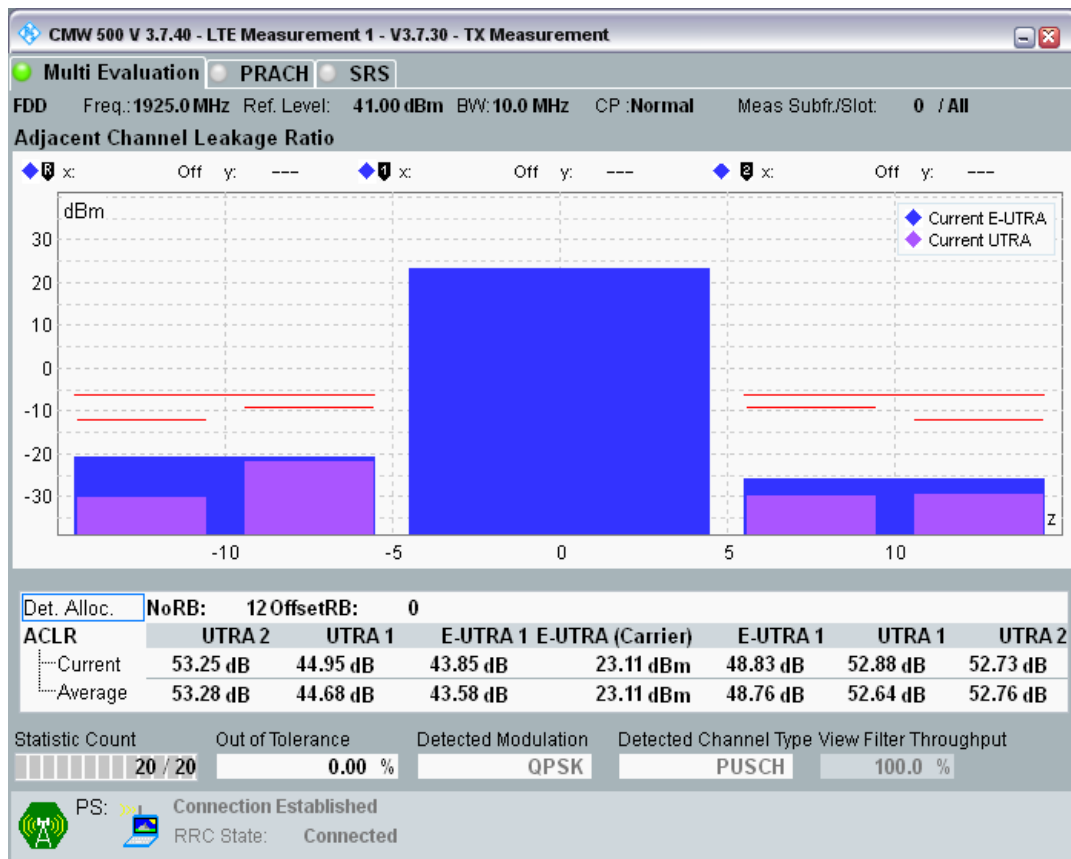 CMW 500 V 3.7.40 - LTE Measurement 1 - V3.7.30 - TX Measurement
Multi Evaluation PRACH SRS
FDD Freq.:1925.0 MHz Ref. Level: 41.00 dBm BW:10.0 MHz CP :Normal Meas Subfr./Slot: 0 / All
Adjacent Channel Leakage Ratio
R x: Off y: --- 1 x: Off y: --- 2 x: Off y: ---
dBm
Current E-UTRA
Current UTRA
30
20
10
0
-10
-20
-30
z
-10 -5 0 5 10
Det. Alloc. NoRB: 12 OffsetRB: 0
ACLR UTRA 2 UTRA 1 E-UTRA 1 E-UTRA (Carrier) E-UTRA 1 UTRA 1 UTRA 2
Current 53.25 dB 44.95 dB 43.85 dB 23.11 dBm 48.83 dB 52.88 dB 52.73 dB
Average 53.28 dB 44.68 dB 43.58 dB 23.11 dBm 48.76 dB 52.64 dB 52.76 dB
Statistic Count Out of Tolerance Detected Modulation Detected Channel Type View Filter Throughput
20 / 20 0.00 % QPSK PUSCH 100.0 %
PS: Connection Established
RRC State: Connected